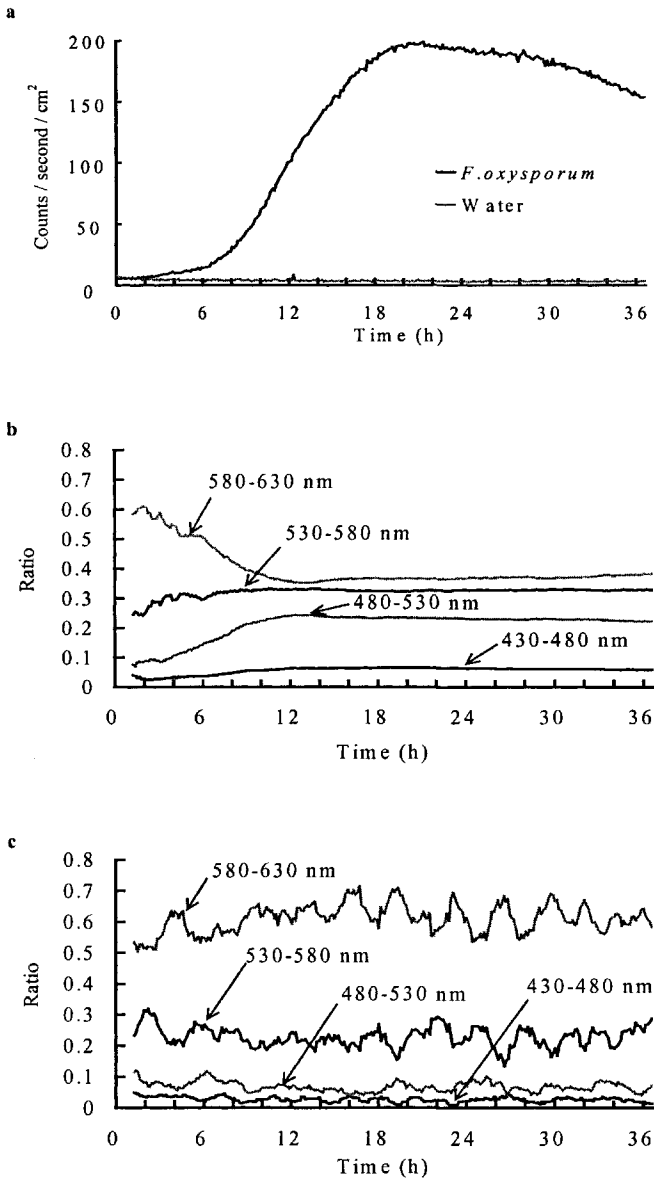 a
Counts / second / cm²
200
150
100
50
0
F.oxysporum
Water
0 6 12 18 24 30 36
Time (h)
b
Ratio
0.8
0.7
0.6
0.5
0.4
0.3
0.2
0.1
0
580-630 nm
530-580 nm
480-530 nm
430-480 nm
0 6 12 18 24 30 36
Time (h)
c
Ratio
0.8
0.7
0.6
0.5
0.4
0.3
0.2
0.1
0
580-630 nm
530-580 nm
480-530 nm
430-480 nm
0 6 12 18 24 30 36
Time (h)